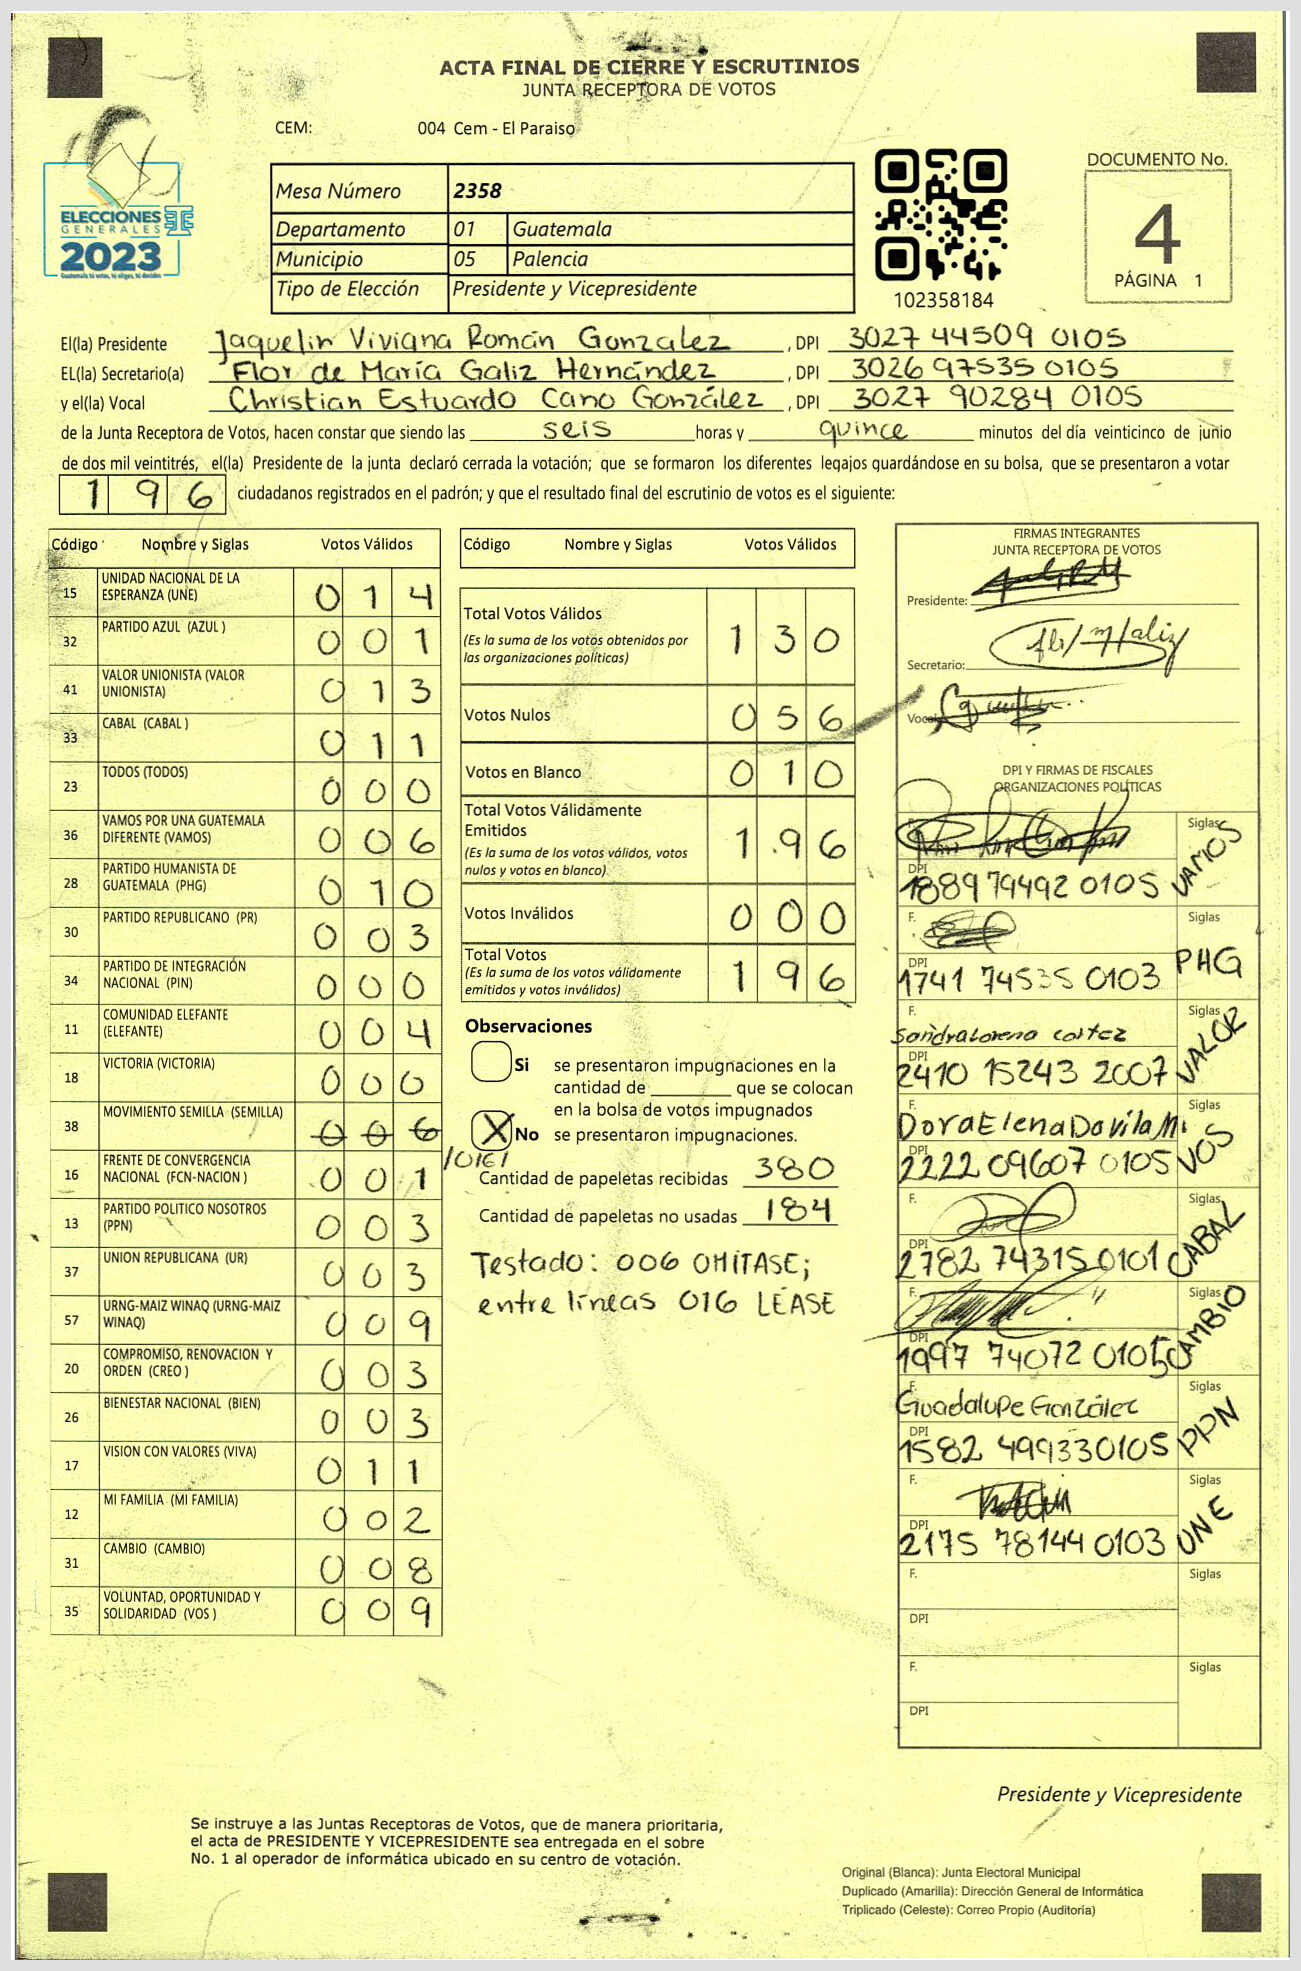 ACTA FINAL DE CIERRE Y ESCRUTINIOS
JUNTA RECEPTORA DE VOTOS
CEM: 004 Cem - El Paraiso
ELECCIONES
GENERALES
2023
Guatemala tú votas, tú eliges, tú decides
Mesa Número 2358
Departamento 01 Guatemala
Municipio 05 Palencia
Tipo de Elección Presidente y Vicepresidente
102358184
DOCUMENTO No.
4
PÁGINA 1
El(la) Presidente Jaquelin Viviana Román Gonzalez , DPI 3027 44509 0105
EL(la) Secretario(a) Flor de María Galiz Hernández , DPI 3026 97535 0105
y el(la) Vocal Christian Estuardo Cano González , DPI 3027 90284 0105
de la Junta Receptora de Votos, hacen constar que siendo las seis horas y quince minutos del día veinticinco de junio
de dos mil veintitrés, el(la) Presidente de la junta declaró cerrada la votación; que se formaron los diferentes legajos guardándose en su bolsa, que se presentaron a votar
196 ciudadanos registrados en el padrón; y que el resultado final del escrutinio de votos es el siguiente:
Código Nombre y Siglas Votos Válidos
15 UNIDAD NACIONAL DE LA ESPERANZA (UNE) 0 1 4
32 PARTIDO AZUL (AZUL ) 0 0 1
41 VALOR UNIONISTA (VALOR UNIONISTA) 0 1 3
33 CABAL (CABAL ) 0 1 1
23 TODOS (TODOS) 0 0 0
36 VAMOS POR UNA GUATEMALA DIFERENTE (VAMOS) 0 0 6
28 PARTIDO HUMANISTA DE GUATEMALA (PHG) 0 1 0
30 PARTIDO REPUBLICANO (PR) 0 0 3
34 PARTIDO DE INTEGRACIÓN NACIONAL (PIN) 0 0 0
11 COMUNIDAD ELEFANTE (ELEFANTE) 0 0 4
18 VICTORIA (VICTORIA) 0 0 0
38 MOVIMIENTO SEMILLA (SEMILLA) 0 0 6
/016/
16 FRENTE DE CONVERGENCIA NACIONAL (FCN-NACION ) 0 0 1
13 PARTIDO POLITICO NOSOTROS (PPN) 0 0 3
37 UNION REPUBLICANA (UR) 0 0 3
57 URNG-MAIZ WINAQ (URNG-MAIZ WINAQ) 0 0 9
20 COMPROMISO, RENOVACION Y ORDEN (CREO ) 0 0 3
26 BIENESTAR NACIONAL (BIEN) 0 0 3
17 VISION CON VALORES (VIVA) 0 1 1
12 MI FAMILIA (MI FAMILIA) 0 0 2
31 CAMBIO (CAMBIO) 0 0 8
35 VOLUNTAD, OPORTUNIDAD Y SOLIDARIDAD (VOS ) 0 0 9
Código Nombre y Siglas Votos Válidos
Total Votos Válidos 1 3 0
(Es la suma de los votos obtenidos por
las organizaciones políticas)
Votos Nulos 0 5 6
Votos en Blanco 0 1 0
Total Votos Válidamente
Emitidos 1 9 6
(Es la suma de los votos válidos, votos
nulos y votos en blanco)
Votos Inválidos 0 0 0
Total Votos 1 9 6
(Es la suma de los votos válidamente
emitidos y votos inválidos)
Observaciones
Si se presentaron impugnaciones en la
cantidad de ________ que se colocan
en la bolsa de votos impugnados
X No se presentaron impugnaciones.
Cantidad de papeletas recibidas 380
Cantidad de papeletas no usadas 184
Testado: 006 OMITASE;
entre líneas 016 LÉASE
FIRMAS INTEGRANTES
JUNTA RECEPTORA DE VOTOS
Presidente:
Secretario:
Vocal
DPI Y FIRMAS DE FISCALES
ORGANIZACIONES POLÍTICAS
F. Siglas VAMOS
DPI 1889 79492 0105
F. Siglas PHG
DPI 1741 74535 0103
F. Sandra Lorena cortez Siglas VALOR
DPI 2410 15243 2007
F. Dora Elena Davila M. Siglas VOS
DPI 2222 09607 0105
F. Siglas CABAL
DPI 2782 74315 0101
F. CAMBIO
DPI 1997 74072 0105
F. Guadalupe González Siglas PPN
DPI 1582 49933 0105
F. Siglas UNE
DPI 2175 78144 0103
F. Siglas
DPI
F. Siglas
DPI
Presidente y Vicepresidente
Se instruye a las Juntas Receptoras de Votos, que de manera prioritaria,
el acta de PRESIDENTE Y VICEPRESIDENTE sea entregada en el sobre
No. 1 al operador de informática ubicado en su centro de votación.
Original (Blanca): Junta Electoral Municipal
Duplicado (Amarilla): Dirección General de Informática
Triplicado (Celeste): Correo Propio (Auditoría)